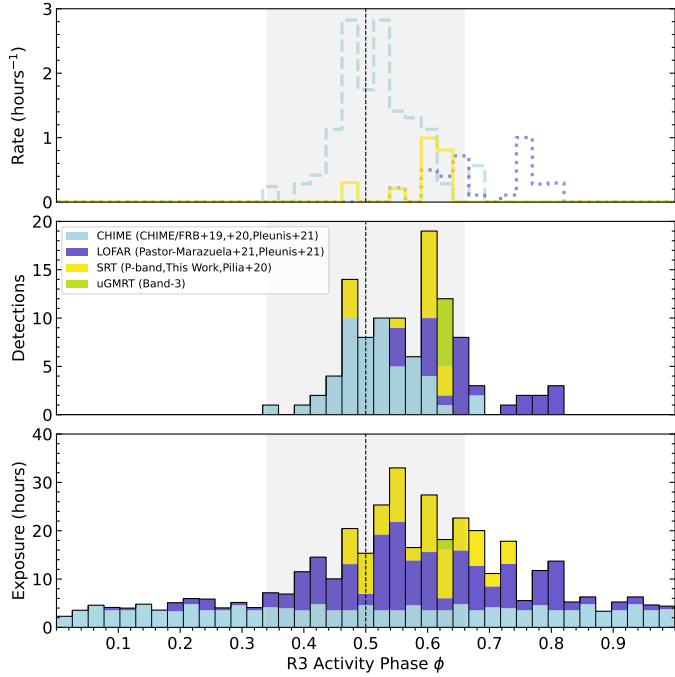 3
2
1
0
Rate (hours⁻¹)
20
15
10
5
0
Detections
CHIME (CHIME/FRB+19,+20,Pleunis+21)
LOFAR (Pastor-Marazuela+21,Pleunis+21)
SRT (P-band,This Work,Pilia+20)
uGMRT (Band-3)
40
30
20
10
0
Exposure (hours)
0.1 0.2 0.3 0.4 0.5 0.6 0.7 0.8 0.9
R3 Activity Phase ϕ